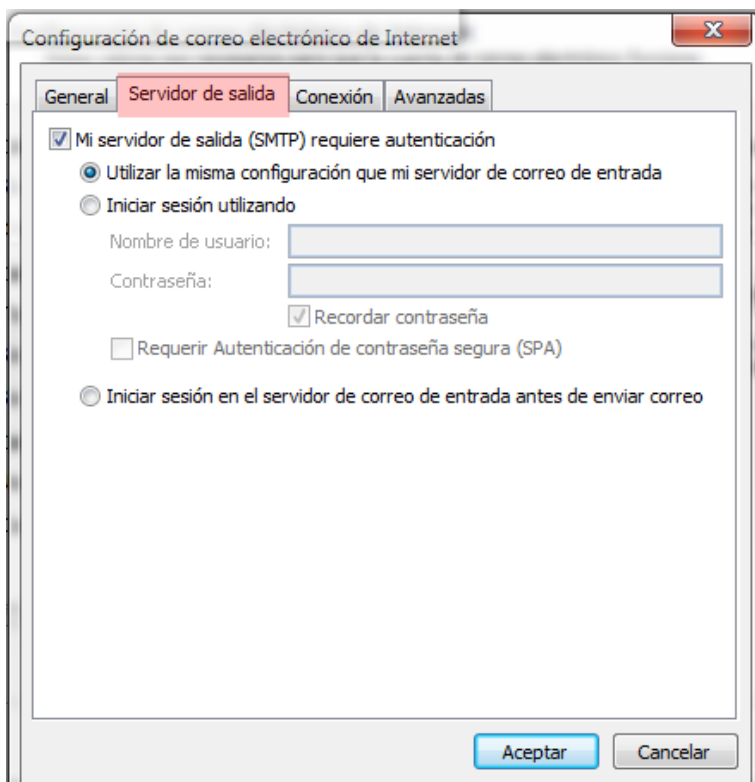 Configuración de correo electrónico de Internet
General Servidor de salida Conexión Avanzadas
Mi servidor de salida (SMTP) requiere autenticación
Utilizar la misma configuración que mi servidor de correo de entrada
Iniciar sesión utilizando
Nombre de usuario:
Contraseña:
Recordar contraseña
Requerir Autenticación de contraseña segura (SPA)
Iniciar sesión en el servidor de correo de entrada antes de enviar correo
Aceptar Cancelar